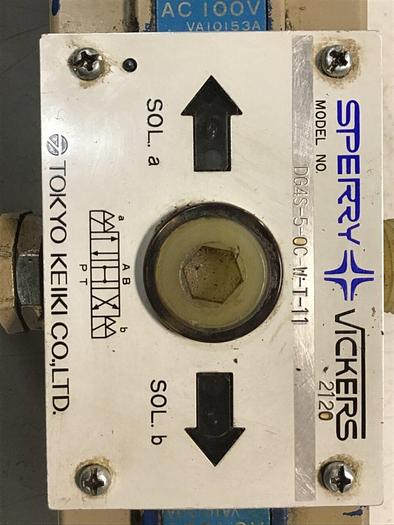 AC 100V
VA10153A
SPERRY VICKERS
MODEL NO.
2120
DG4S-5-0C-W-T-11
SOL. a
SOL. b
a
A B
b
P T
TOKYO KEIKI CO., LTD.